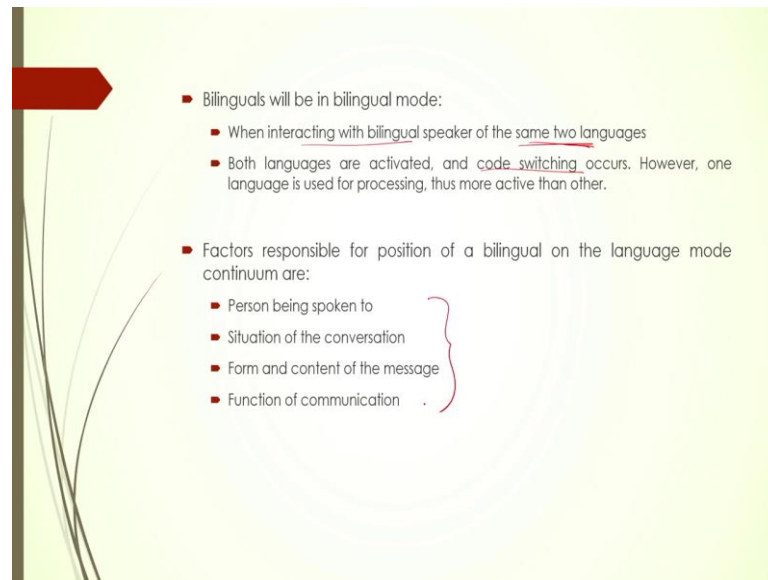 Bilinguals will be in bilingual mode:
When interacting with bilingual speaker of the same two languages
Both languages are activated, and code switching occurs. However, one
language is used for processing, thus more active than other.
Factors responsible for position of a bilingual on the language mode
continuum are:
Person being spoken to
Situation of the conversation
Form and content of the message
Function of communication